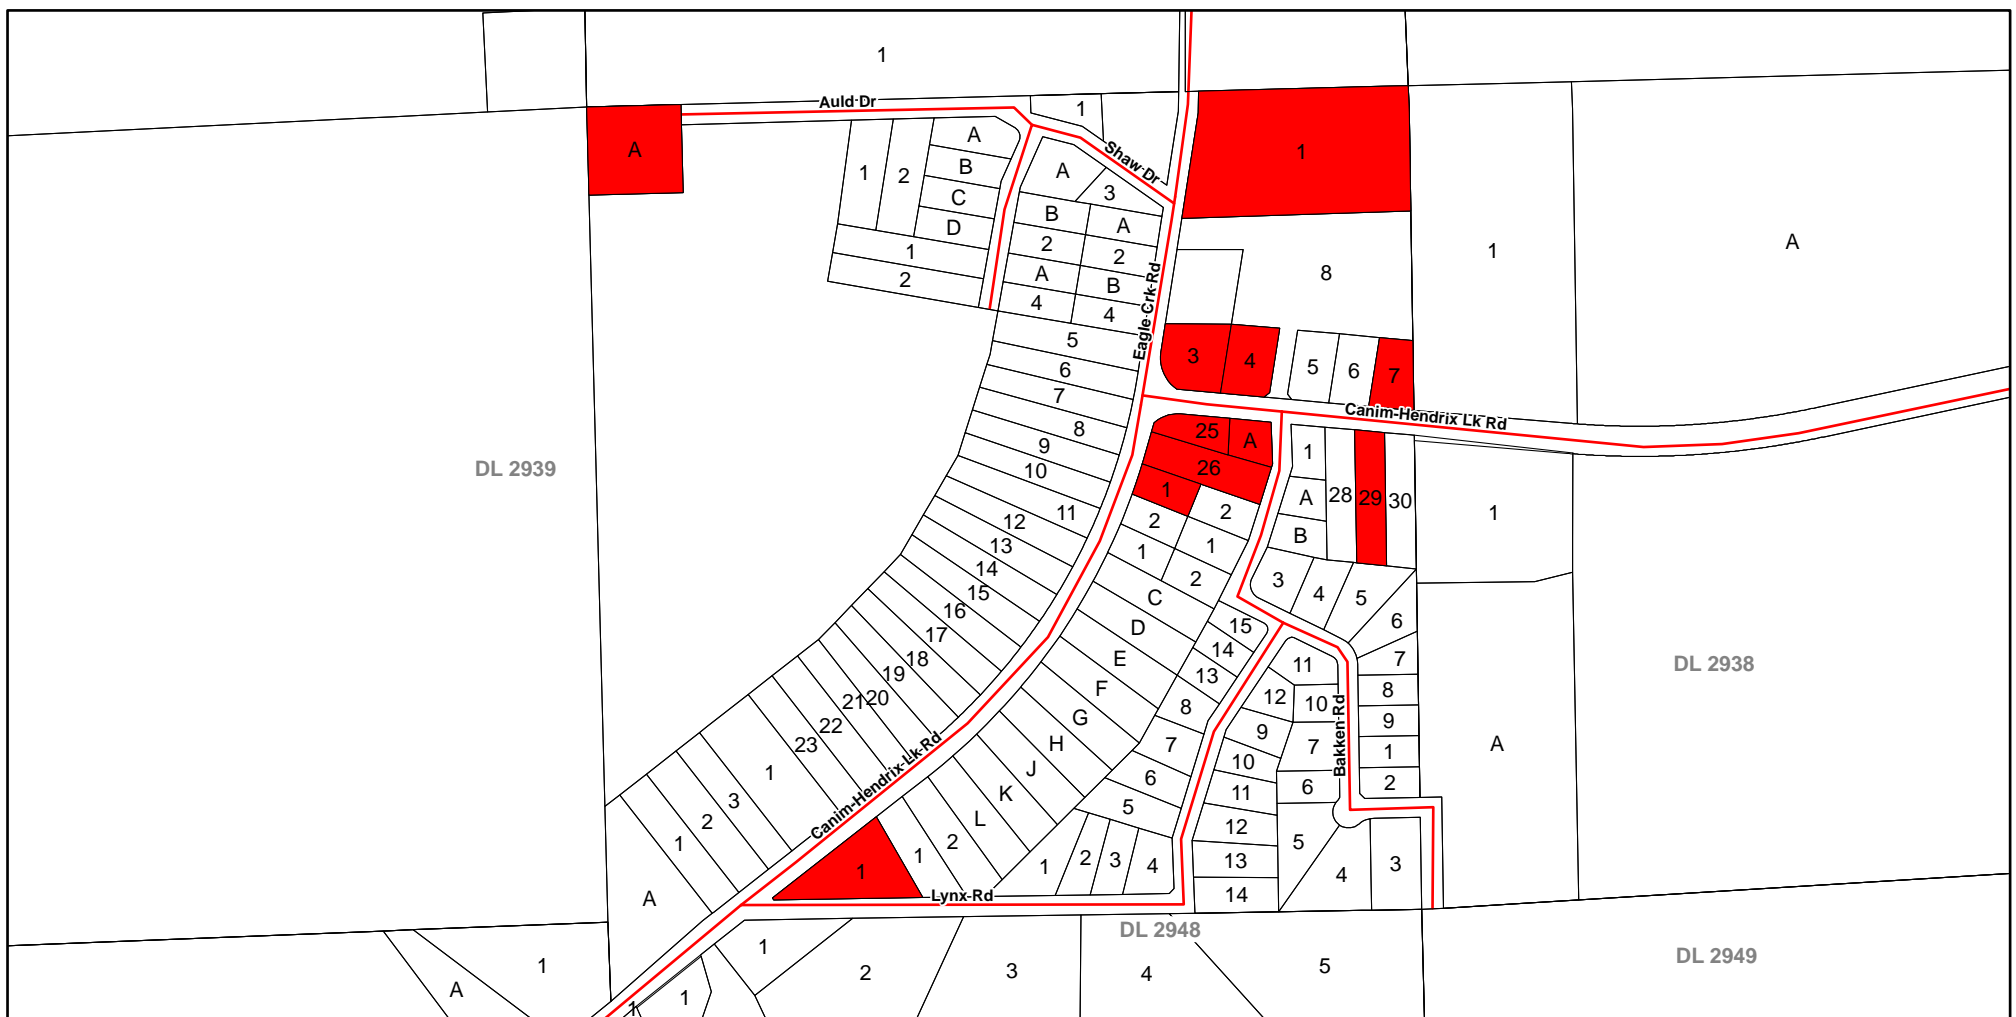 1
Auld Dr
1
A
1
A
Shaw Dr
1
2
A
B
C
D
1
2
A
3
B
A
2
2
A
B
4
4
Eagle Crk Rd
1
A
8
5
6
7
8
9
10
11
12
13
14
15
16
17
18
19
20
21
22
23
1
3
2
1
A
3
4
5
6
7
Canim-Hendrix Lk Rd
DL 2939
25
A
26
1
2
2
1
1
2
1
A
B
28
29
30
1
3
4
5
6
7
8
9
1
2
C
D
E
F
G
H
J
K
L
2
1
15
14
13
8
7
6
5
1
2
3
4
11
12
10
9
7
10
6
11
12
5
13
4
3
14
Bakken Rd
DL 2938
A
Canim-Hendrix Lk Rd
1
Lynx Rd
DL 2948
DL 2949
1
A
1
1
1
2
3
4
5